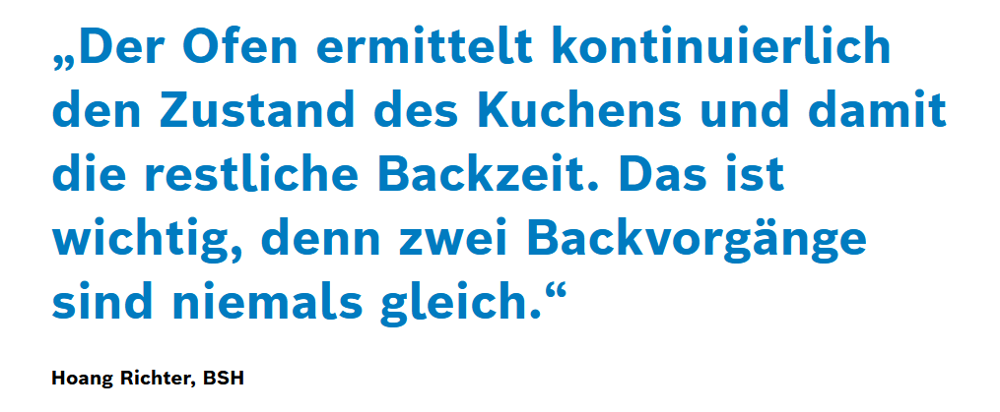 „Der Ofen ermittelt kontinuierlich
den Zustand des Kuchens und damit
die restliche Backzeit. Das ist
wichtig, denn zwei Backvorgänge
sind niemals gleich.“
Hoang Richter, BSH